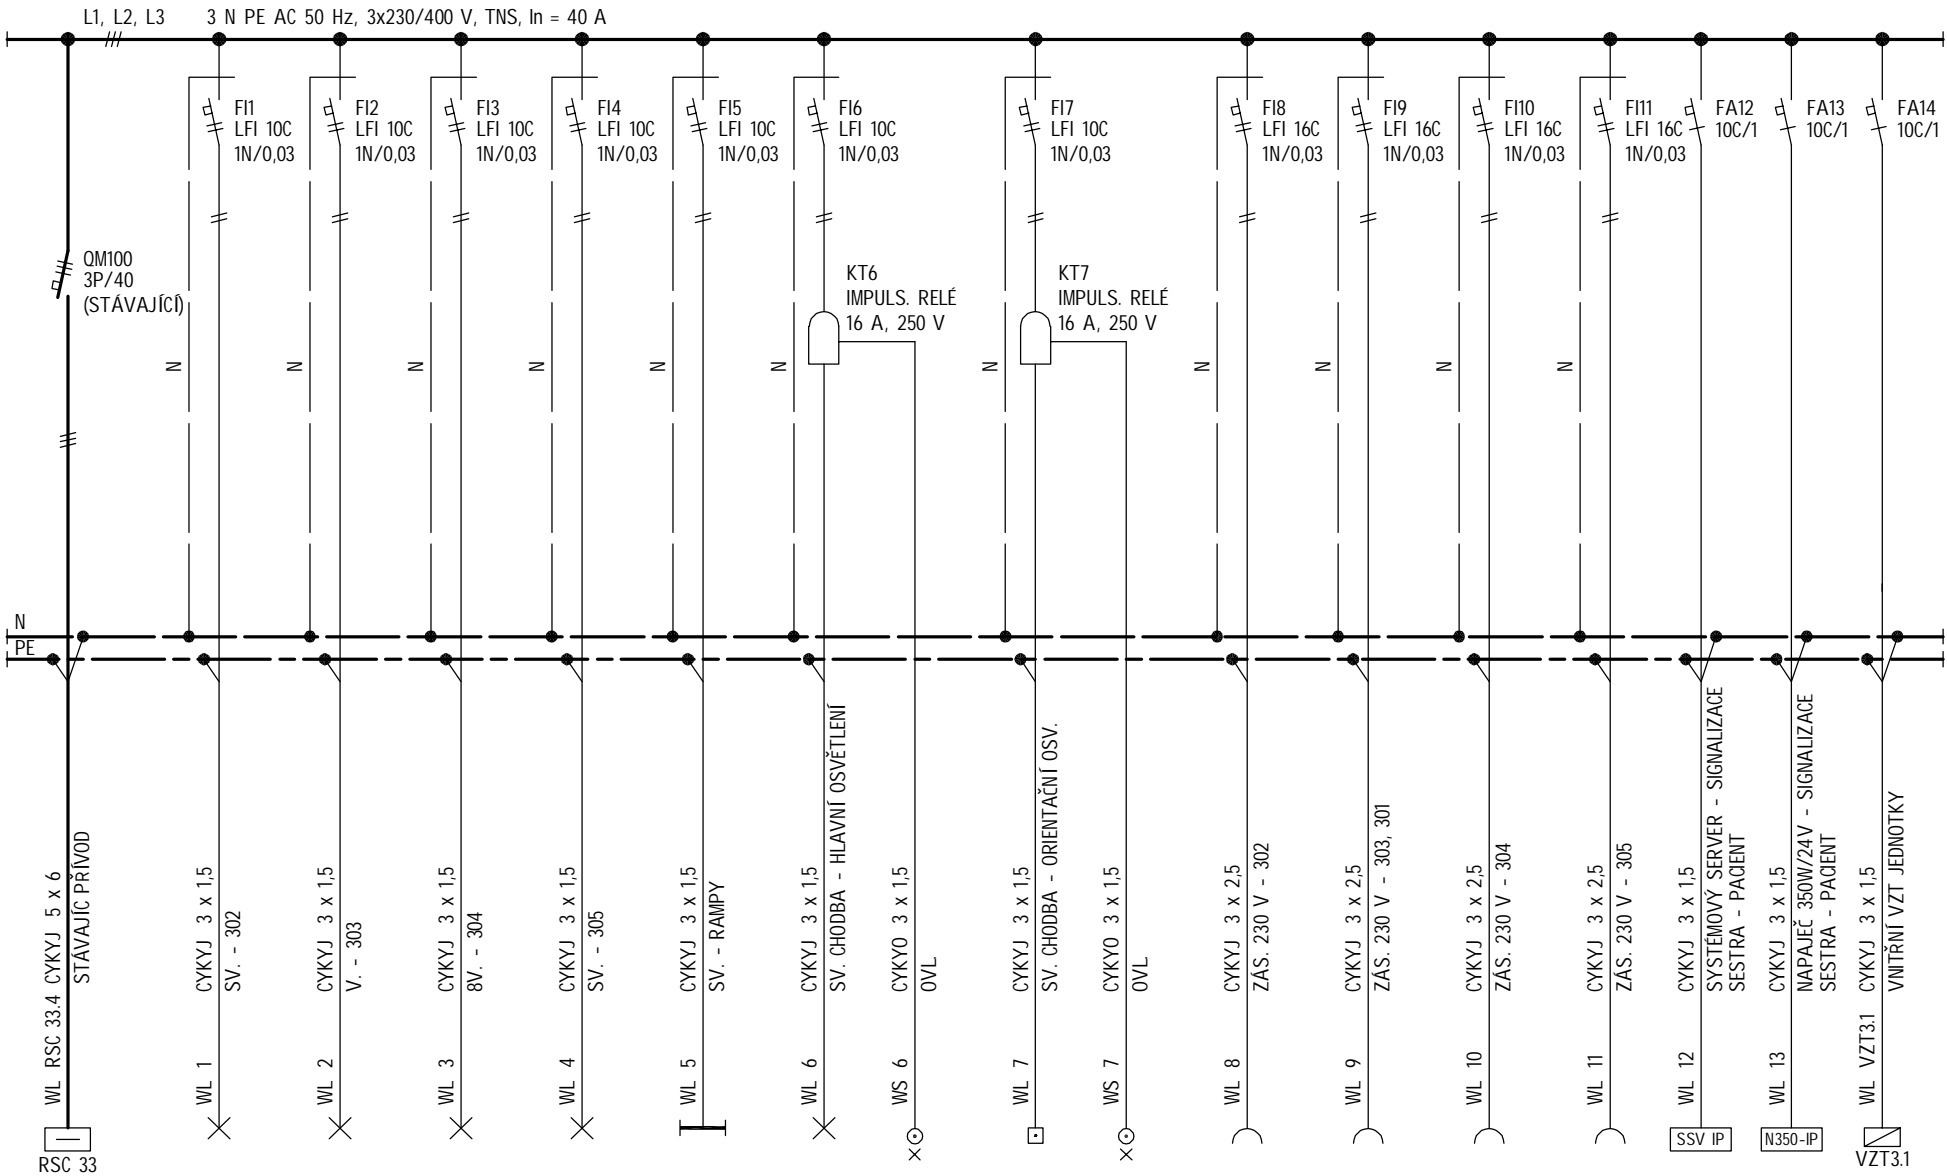 L1, L2, L3 3 N PE AC 50 Hz, 3x230/400 V, TNS, In = 40 A
FI1
LFI 10C
1N/0,03
FI2
LFI 10C
1N/0,03
FI3
LFI 10C
1N/0,03
FI4
LFI 10C
1N/0,03
FI5
LFI 10C
1N/0,03
FI6
LFI 10C
1N/0,03
FI7
LFI 10C
1N/0,03
FI8
LFI 16C
1N/0,03
FI9
LFI 16C
1N/0,03
FI10
LFI 16C
1N/0,03
FI11
LFI 16C
1N/0,03
FA12
10C/1
FA13
10C/1
FA14
10C/1
QM100
3P/40
(STÁVAJÍCÍ)
KT6
IMPULS. RELÉ
16 A, 250 V
KT7
IMPULS. RELÉ
16 A, 250 V
N
N
N
N
N
N
N
N
N
N
N
N
PE
WL RSC 33.4 CYKYJ 5 x 6
STÁVAJÍC PŘÍVOD
WL 1 CYKYJ 3 x 1,5
SV. - 302
WL 2 CYKYJ 3 x 1,5
V. - 303
WL 3 CYKYJ 3 x 1,5
8V. - 304
WL 4 CYKYJ 3 x 1,5
SV. - 305
WL 5 CYKYJ 3 x 1,5
SV. - RAMPY
WL 6 CYKYJ 3 x 1,5
SV. CHODBA - HLAVNÍ OSVĚTLENÍ
WS 6 CYKYO 3 x 1,5
OVL
WL 7 CYKYJ 3 x 1,5
SV. CHODBA - ORIENTAČNÍ OSV.
WS 7 CYKYO 3 x 1,5
OVL
WL 8 CYKYJ 3 x 2,5
ZÁS. 230 V - 302
WL 9 CYKYJ 3 x 2,5
ZÁS. 230 V - 303, 301
WL 10 CYKYJ 3 x 2,5
ZÁS. 230 V - 304
WL 11 CYKYJ 3 x 2,5
ZÁS. 230 V - 305
WL 12 CYKYJ 3 x 1,5
SYSTÉMOVÝ SERVER - SIGNALIZACE
SESTRA - PACIENT
WL 13 CYKYJ 3 x 1,5
NAPAJEČ 350W/24V - SIGNALIZACE
SESTRA - PACIENT
WL VZT3.1 CYKYJ 3 x 1,5
VNITŘNÍ VZT JEDNOTKY
RSC 33
SSV IP
N350-IP
VZT3.1